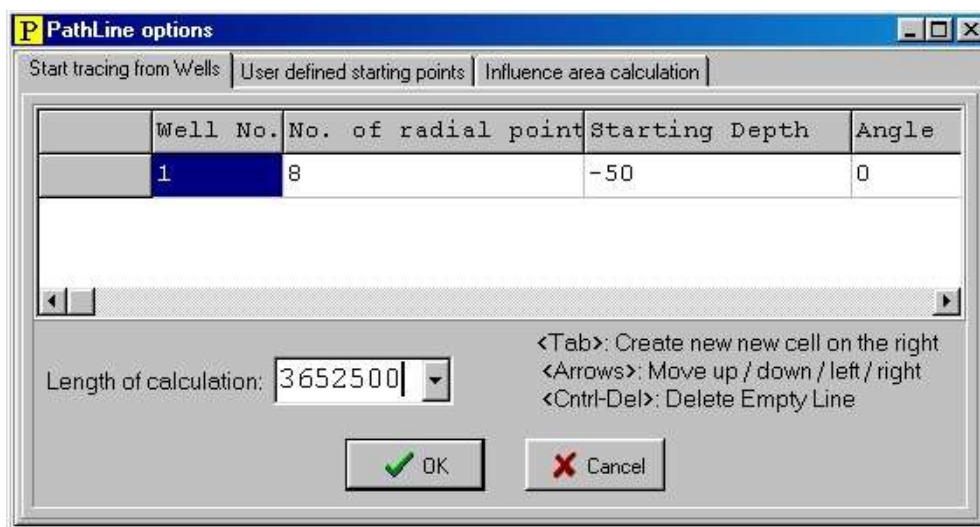 P PathLine options
Start tracing from Wells User defined starting points Influence area calculation
Well No. No. of radial point Starting Depth Angle
1 8 -50 0
<Tab>: Create new new cell on the right
Length of calculation: 3652500 <Arrows>: Move up / down / left / right
<Cntrl-Del>: Delete Empty Line
OK Cancel